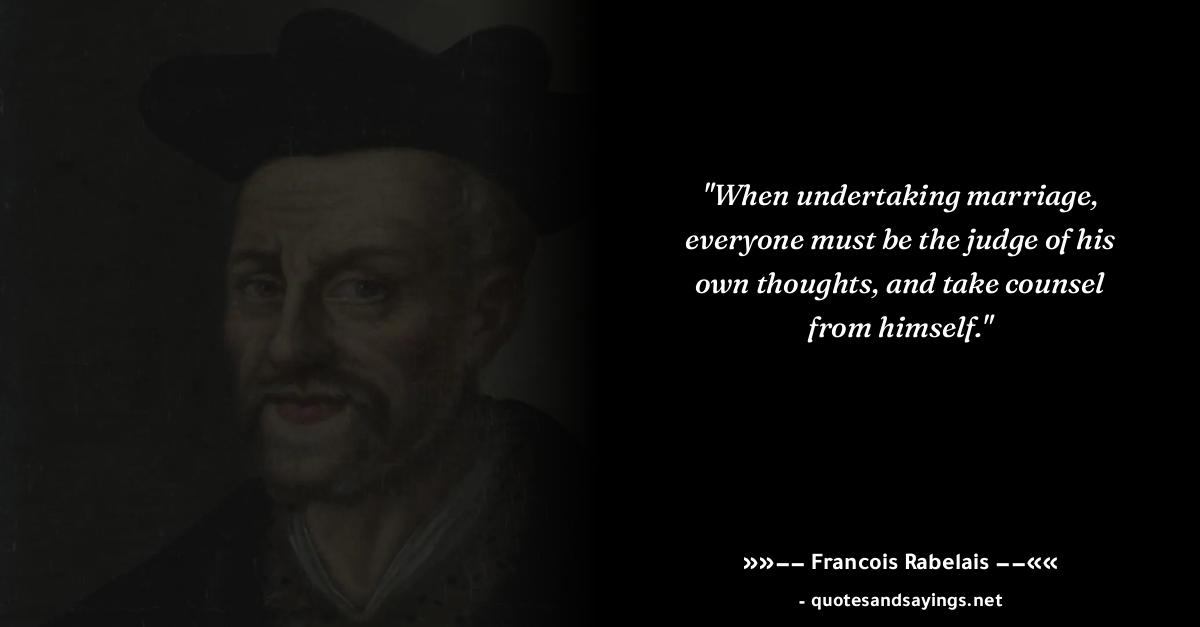 "When undertaking marriage,
everyone must be the judge of his
own thoughts, and take counsel
from himself."
»»–– Francois Rabelais ––««
- quotesandsayings.net